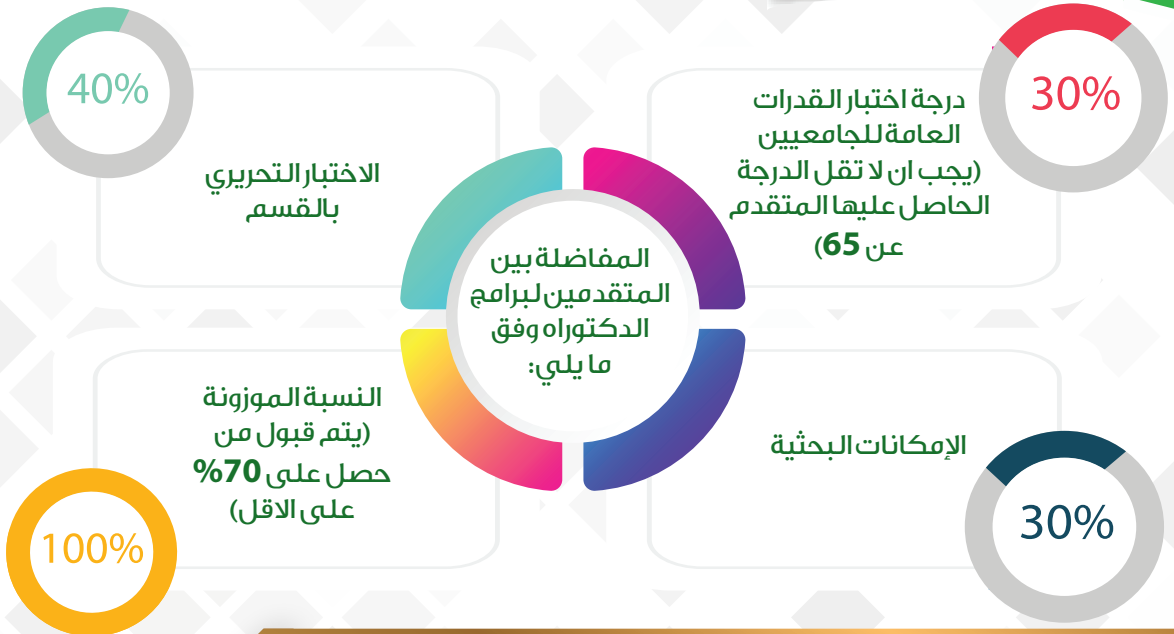 المفاضلة بين
المتقدمين لبرامج
الدكتوراه وفق
ما يلي:
30%
درجة اختبار القدرات
العامة للجامعيين
(يجب ان لا تقل الدرجة
الحاصل عليها المتقدم
عن 65)
40%
الاختبار التحريري
بالقسم
30%
الإمكانات البحثية
100%
النسبة الموزونة
(يتم قبول من
حصل على 70%
على الاقل)